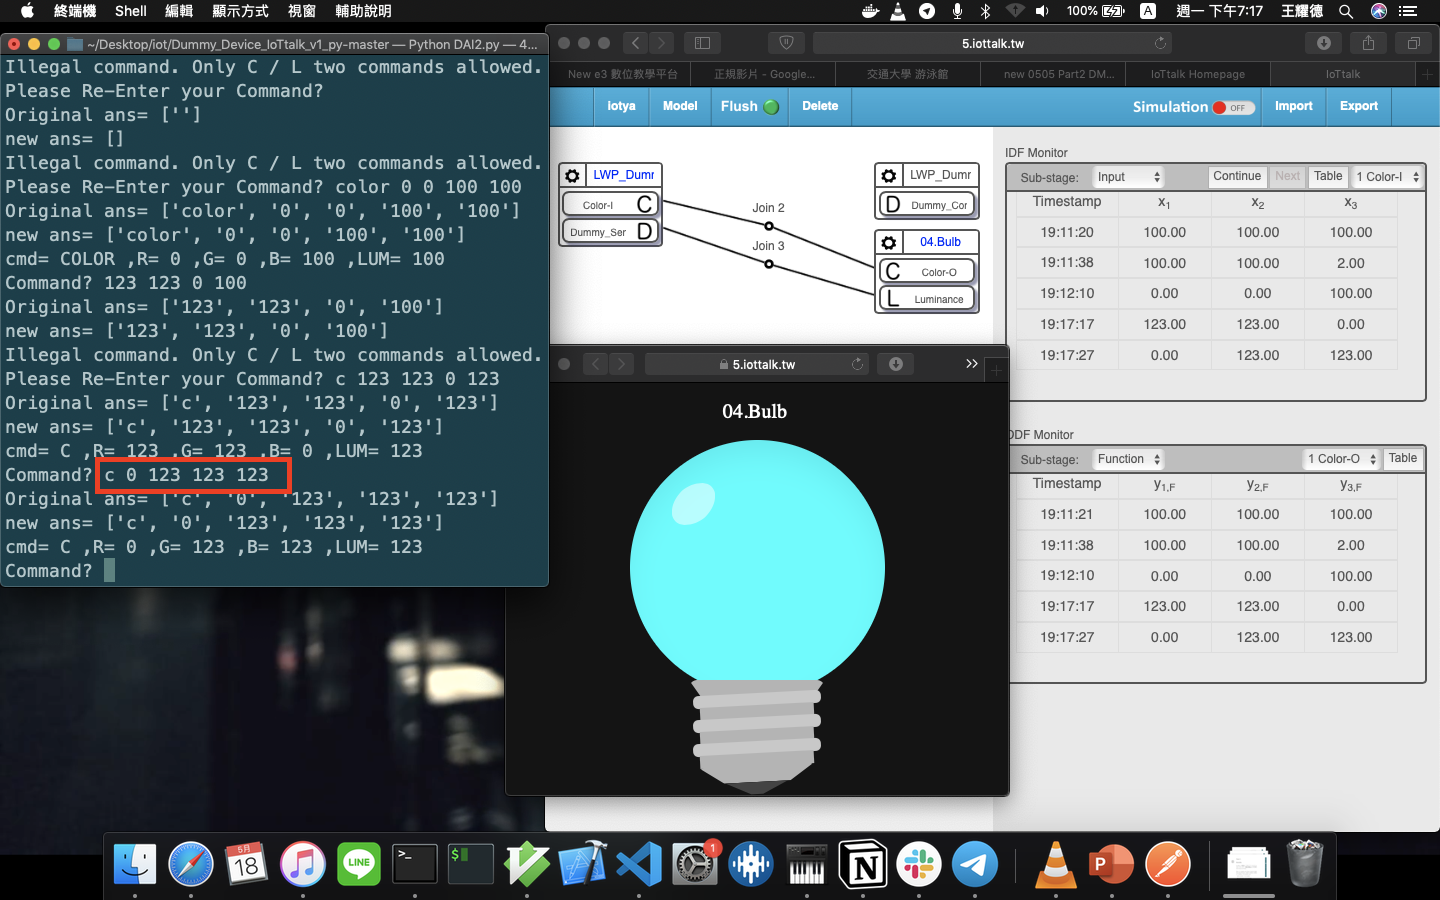 終端機 Shell 編輯 顯示方式 視窗 輔助說明 100% A 週一 下午7:17 王耀德
~/Desktop/iot/Dummy_Device_IoTtalk_v1_py-master — Python DAI2.py — 4...
Illegal command. Only C / L two commands allowed.
Please Re-Enter your Command?
Original ans= ['']
new ans= []
Illegal command. Only C / L two commands allowed.
Please Re-Enter your Command? color 0 0 100 100
Original ans= ['color', '0', '0', '100', '100']
new ans= ['color', '0', '0', '100', '100']
cmd= COLOR ,R= 0 ,G= 0 ,B= 100 ,LUM= 100
Command? 123 123 0 100
Original ans= ['123', '123', '0', '100']
new ans= ['123', '123', '0', '100']
Illegal command. Only C / L two commands allowed.
Please Re-Enter your Command? c 123 123 0 123
Original ans= ['c', '123', '123', '0', '123']
new ans= ['c', '123', '123', '0', '123']
cmd= C ,R= 123 ,G= 123 ,B= 0 ,LUM= 123
Command? c 0 123 123 123
Original ans= ['c', '0', '123', '123', '123']
new ans= ['c', '0', '123', '123', '123']
cmd= C ,R= 0 ,G= 123 ,B= 123 ,LUM= 123
Command?
5.iottalk.tw
New e3 數位教學平台 正規影片 - Google... 交通大學 游泳館 new 0505 Part2 DM... IoTtalk Homepage IoTtalk
iotya Model Flush Delete Simulation OFF Import Export
LWP_Dumr
Color-I C
Dummy_Ser D
Join 2
Join 3
LWP_Dumr
D Dummy_Cor
04.Bulb
C Color-O
L Luminance
IDF Monitor
Sub-stage: Input Continue Next Table 1 Color-I
Timestamp x1 x2 x3
19:11:20 100.00 100.00 100.00
19:11:38 100.00 100.00 2.00
19:12:10 0.00 0.00 100.00
19:17:17 123.00 123.00 0.00
19:17:27 0.00 123.00 123.00
ODF Monitor
Sub-stage: Function 1 Color-O Table
Timestamp y1,F y2,F y3,F
19:11:21 100.00 100.00 100.00
19:11:38 100.00 100.00 2.00
19:12:10 0.00 0.00 100.00
19:17:17 123.00 123.00 0.00
19:17:27 0.00 123.00 123.00
5.iottalk.tw
04.Bulb
5月
18
LINE
>_
$
1
N
P